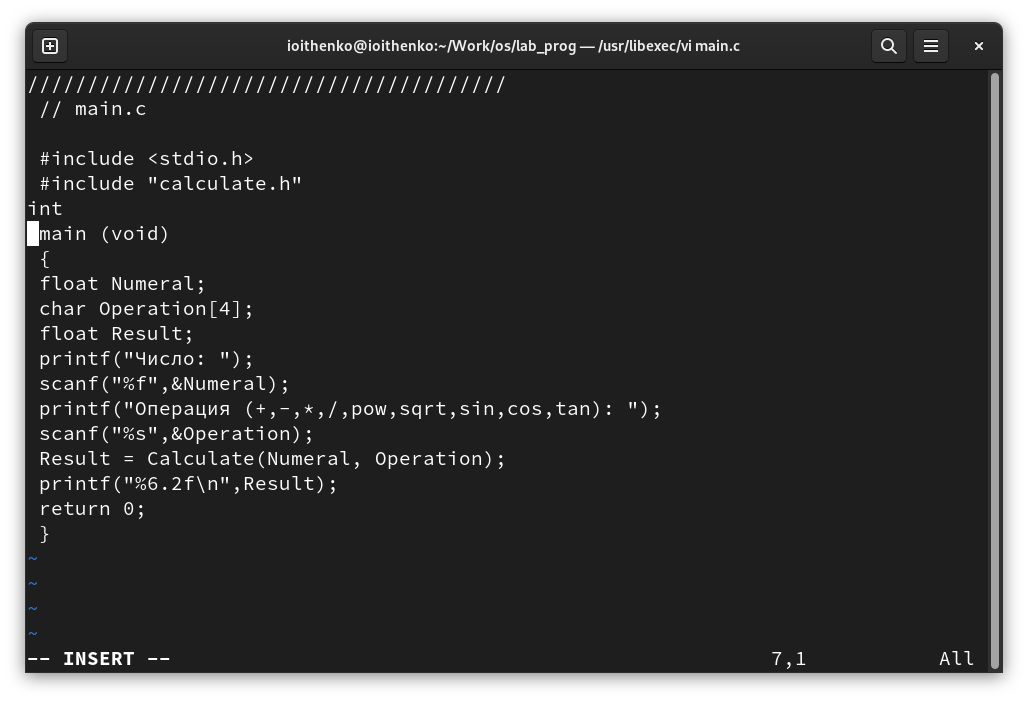 ioithenko@ioithenko:~/Work/os/lab_prog — /usr/libexec/vi main.c
////////////////////////////////////////
// main.c
#include <stdio.h>
#include "calculate.h"
int
main (void)
{
float Numeral;
char Operation[4];
float Result;
printf("Число: ");
scanf("%f",&Numeral);
printf("Операция (+,-,*,/,pow,sqrt,sin,cos,tan): ");
scanf("%s",&Operation);
Result = Calculate(Numeral, Operation);
printf("%6.2f\n",Result);
return 0;
}
~
~
~
~
-- INSERT -- 7,1 All